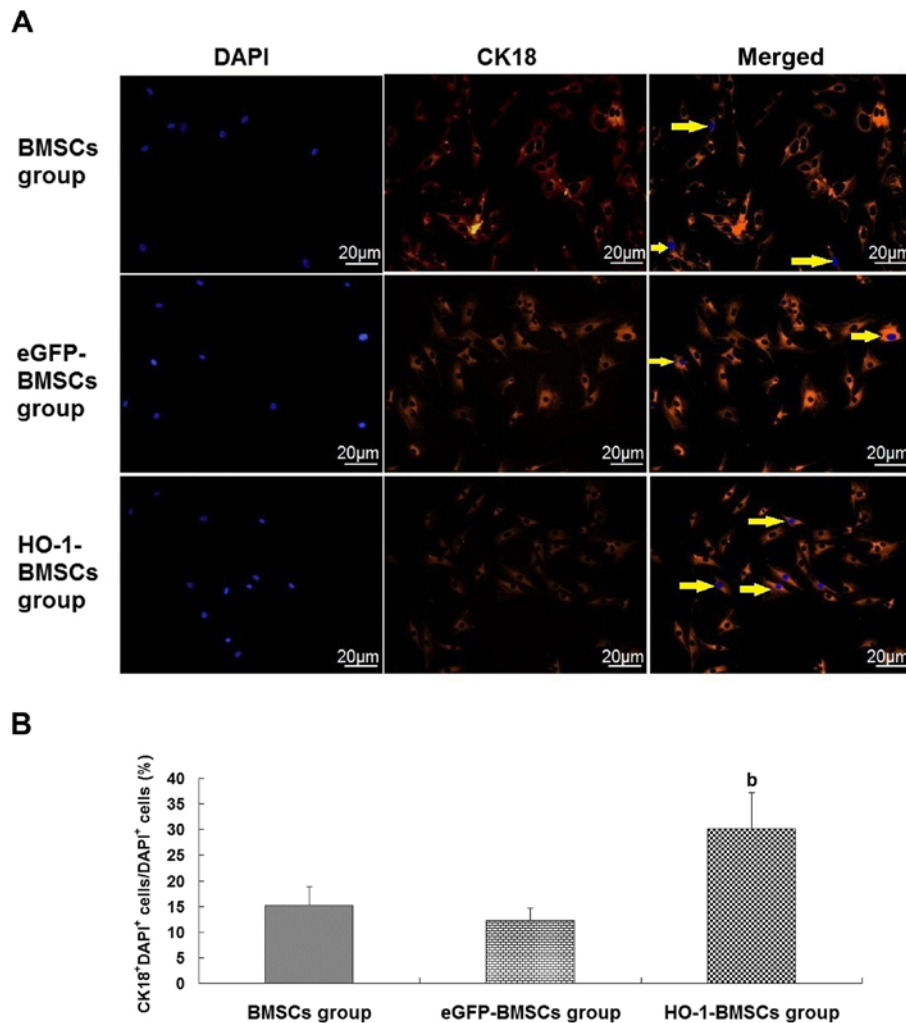 A
DAPI CK18 Merged
BMSCs
group
20μm 20μm 20μm
eGFP-
BMSCs
group
20μm 20μm 20μm
HO-1-
BMSCs
group
20μm 20μm 20μm
B
CK18⁺DAPI⁺ cells/DAPI⁺ cells (%)
40
35
30
25
20
15
10
5
0
b
BMSCs group eGFP-BMSCs group HO-1-BMSCs group